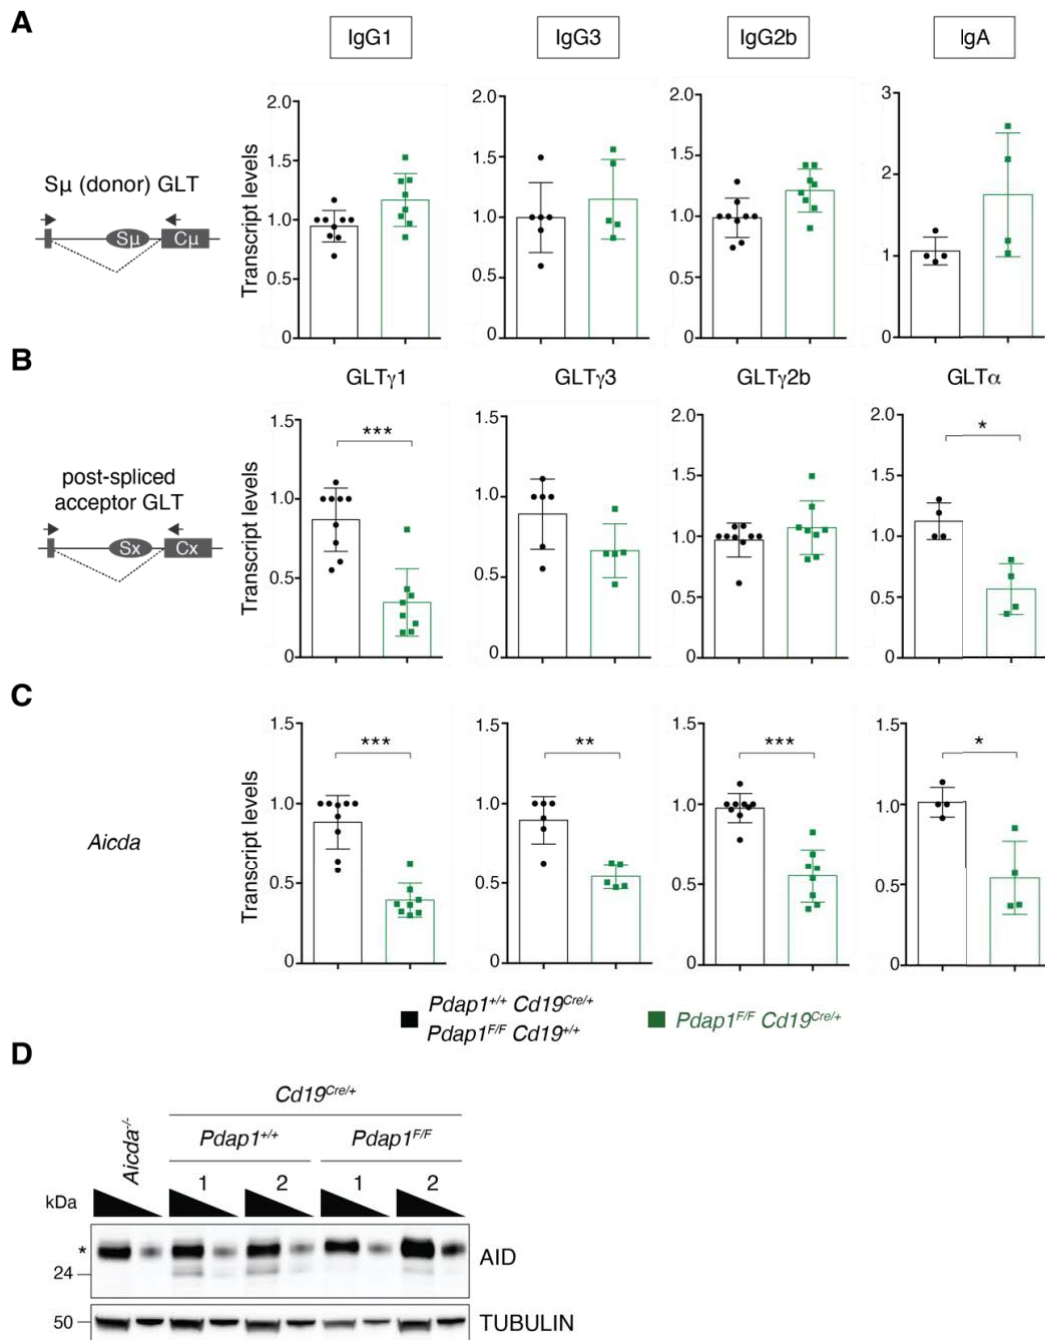 A
IgG1
IgG3
IgG2b
IgA
Sμ (donor) GLT
Sμ
Cμ
Transcript levels
2.0
1.5
1.0
0.5
0
2.0
1.5
1.0
0.5
0
2.0
1.5
1.0
0.5
0
3
2
1
0
B
GLTγ1
GLTγ3
GLTγ2b
GLTα
post-spliced
acceptor GLT
Sx
Cx
Transcript levels
1.5
1.0
0.5
0
***
1.5
1.0
0.5
0
2.0
1.5
1.0
0.5
0
2.0
1.5
1.0
0.5
0
*
C
Aicda
Transcript levels
1.5
1.0
0.5
0
***
1.5
1.0
0.5
0
**
1.5
1.0
0.5
0
***
1.5
1.0
0.5
0
*
Pdap1+/+ Cd19Cre/+
Pdap1F/F Cd19+/+
Pdap1F/F Cd19Cre/+
D
Cd19Cre/+
Aicda-/-
Pdap1+/+
Pdap1F/F
1
2
1
2
kDa
*
24
AID
50
TUBULIN